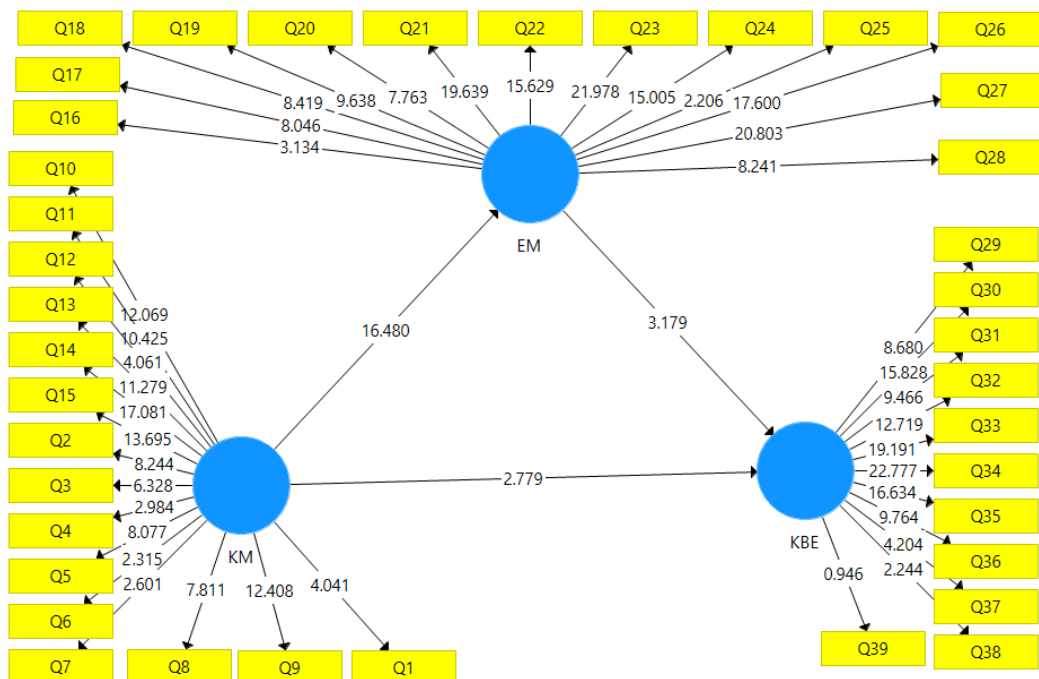 Q18
Q19
Q20
Q21
Q22
Q23
Q24
Q25
Q26
Q17
Q27
Q16
Q28
8.419
9.638
7.763
19.639
15.629
21.978
15.005
2.206
17.600
8.046
20.803
3.134
8.241
EM
Q10
Q11
Q12
Q13
Q14
Q15
Q2
Q3
Q4
Q5
Q6
Q7
Q8
Q9
Q1
12.069
10.425
4.061
11.279
17.081
13.695
8.244
6.328
2.984
8.077
2.315
2.601
7.811
12.408
4.041
KM
16.480
3.179
2.779
Q29
Q30
Q31
Q32
Q33
Q34
Q35
Q36
Q37
Q38
Q39
8.680
15.828
9.466
12.719
19.191
22.777
16.634
9.764
4.204
2.244
0.946
KBE